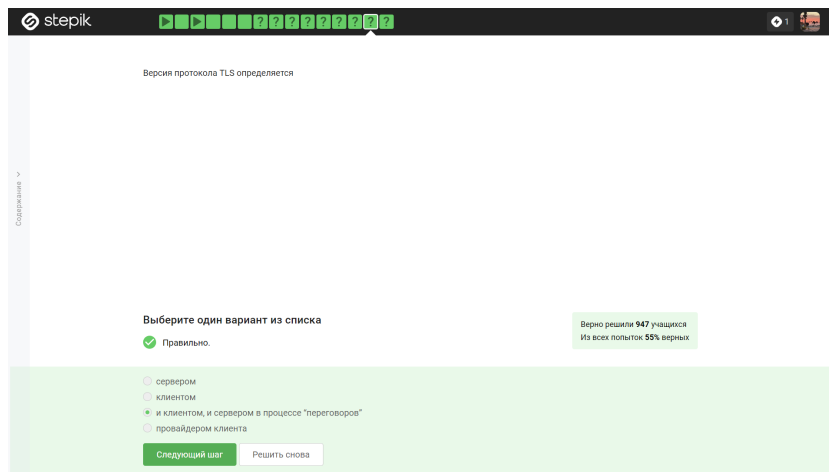 stepik
? ? ? ? ? ? ? ? ?
1
Версия протокола TLS определяется
Содержание
Выберите один вариант из списка
Правильно.
Верно решили 947 учащихся
Из всех попыток 55% верных
сервером
клиентом
и клиентом, и сервером в процессе “переговоров”
провайдером клиента
Следующий шаг
Решить снова